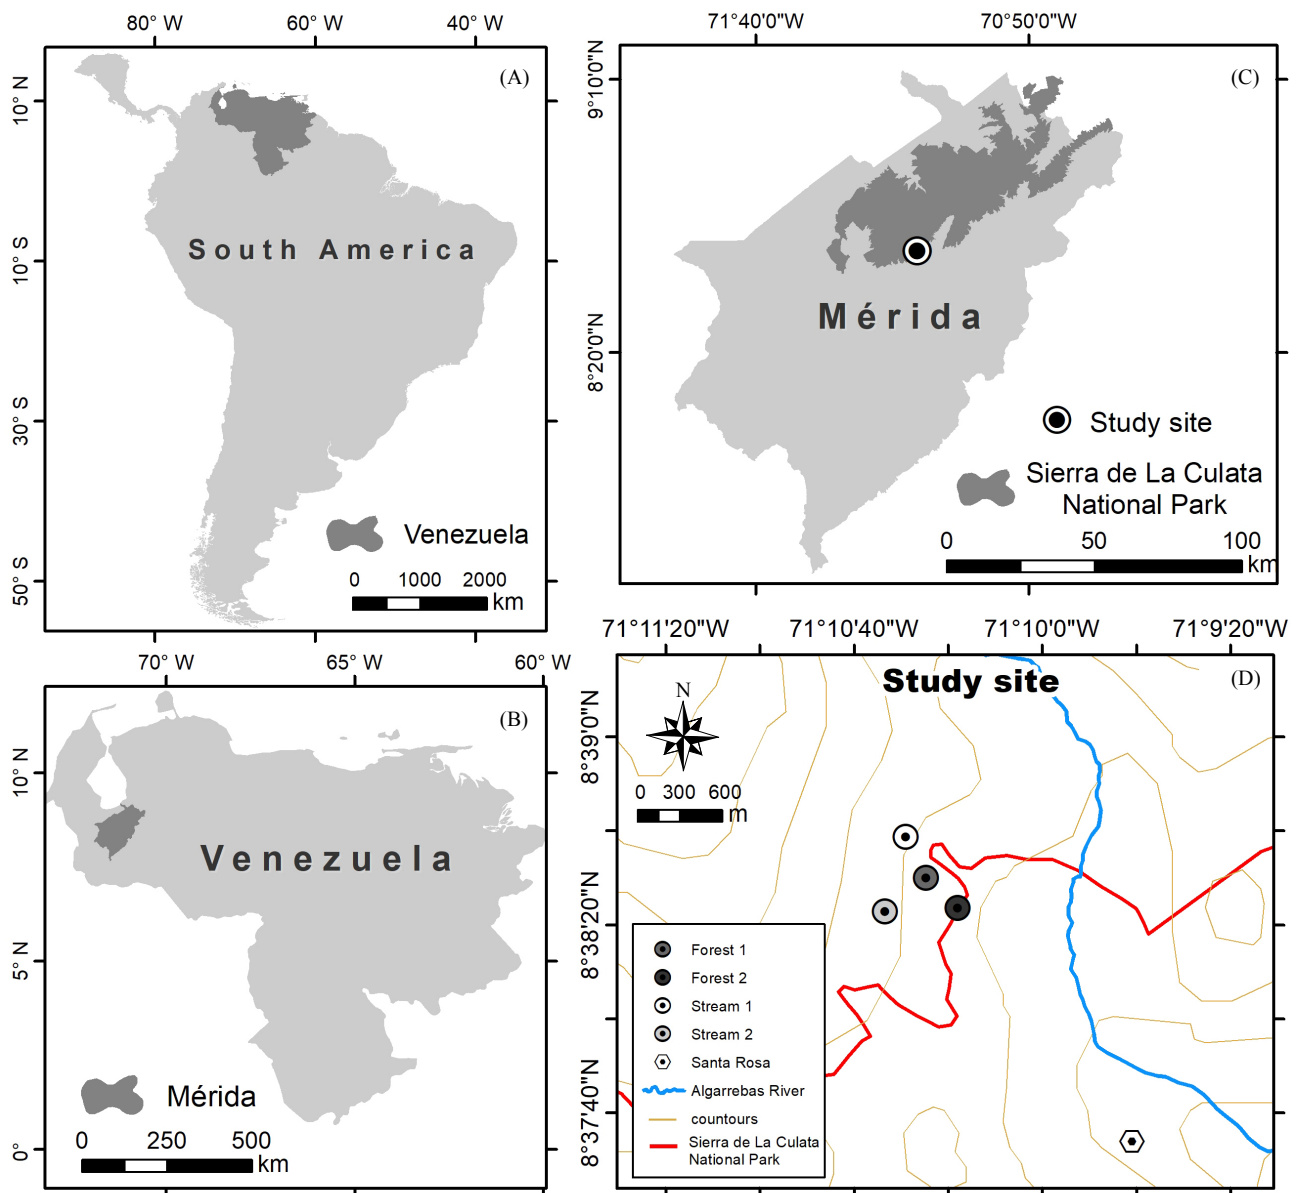 80° W 60° W 40° W
(A)
10° N
10° S
30° S
50° S
South America
Venezuela
0 1000 2000
km
71°40'0"W 70°50'0"W
(C)
9°10'0"N
8°20'0"N
Mérida
Study site
Sierra de La Culata
National Park
0 50 100
km
70° W 65° W 60° W
(B)
10° N
5° N
0°
Venezuela
Mérida
0 250 500
km
71°11'20"W 71°10'40"W 71°10'0"W 71°9'20"W
Study site
(D)
N
0 300 600
m
8°39'0"N
8°38'20"N
8°37'40"N
Forest 1
Forest 2
Stream 1
Stream 2
Santa Rosa
Algarrebas River
countours
Sierra de La Culata
National Park